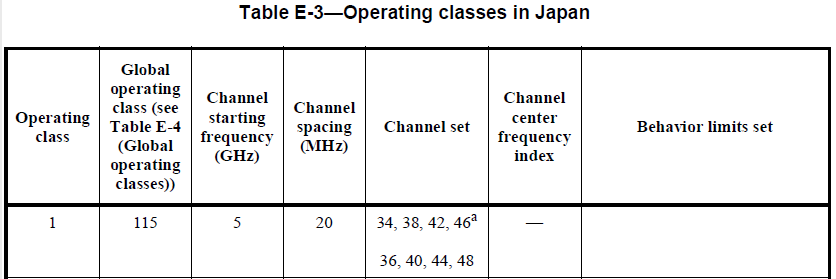 Table E-3—Operating classes in Japan
Operating
class
Global
operating
class (see
Table E-4
(Global
operating
classes))
Channel
starting
frequency
(GHz)
Channel
spacing
(MHz)
Channel set
Channel
center
frequency
index
Behavior limits set
1
115
5
20
34, 38, 42, 46a
36, 40, 44, 48
—